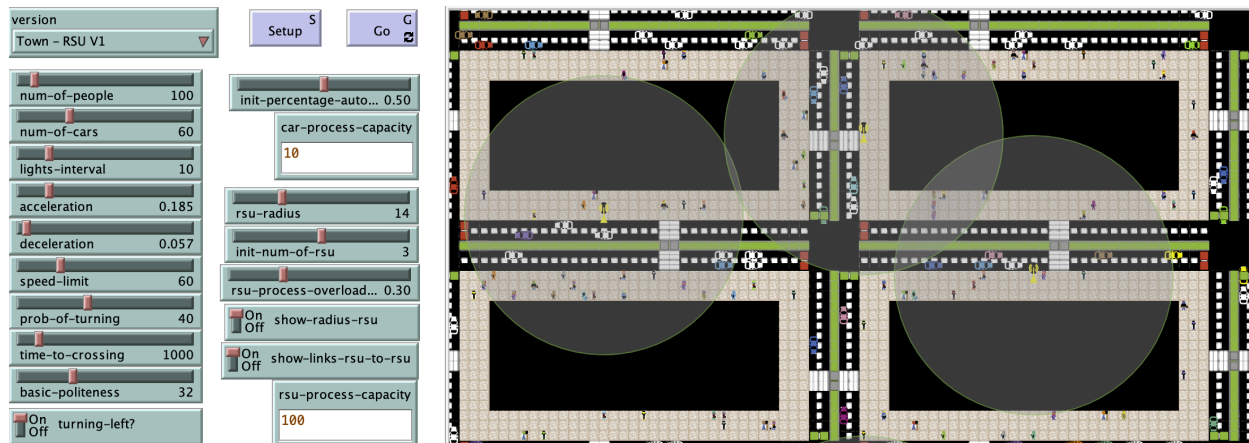 version
Town - RSU V1
S
Setup
G
Go
num-of-people 100
num-of-cars 60
lights-interval 10
acceleration 0.185
deceleration 0.057
speed-limit 60
prob-of-turning 40
time-to-crossing 1000
basic-politeness 32
On
Off
turning-left?
init-percentage-auto... 0.50
car-process-capacity
10
rsu-radius 14
init-num-of-rsu 3
rsu-process-overload... 0.30
On
Off
show-radius-rsu
On
Off
show-links-rsu-to-rsu
rsu-process-capacity
100